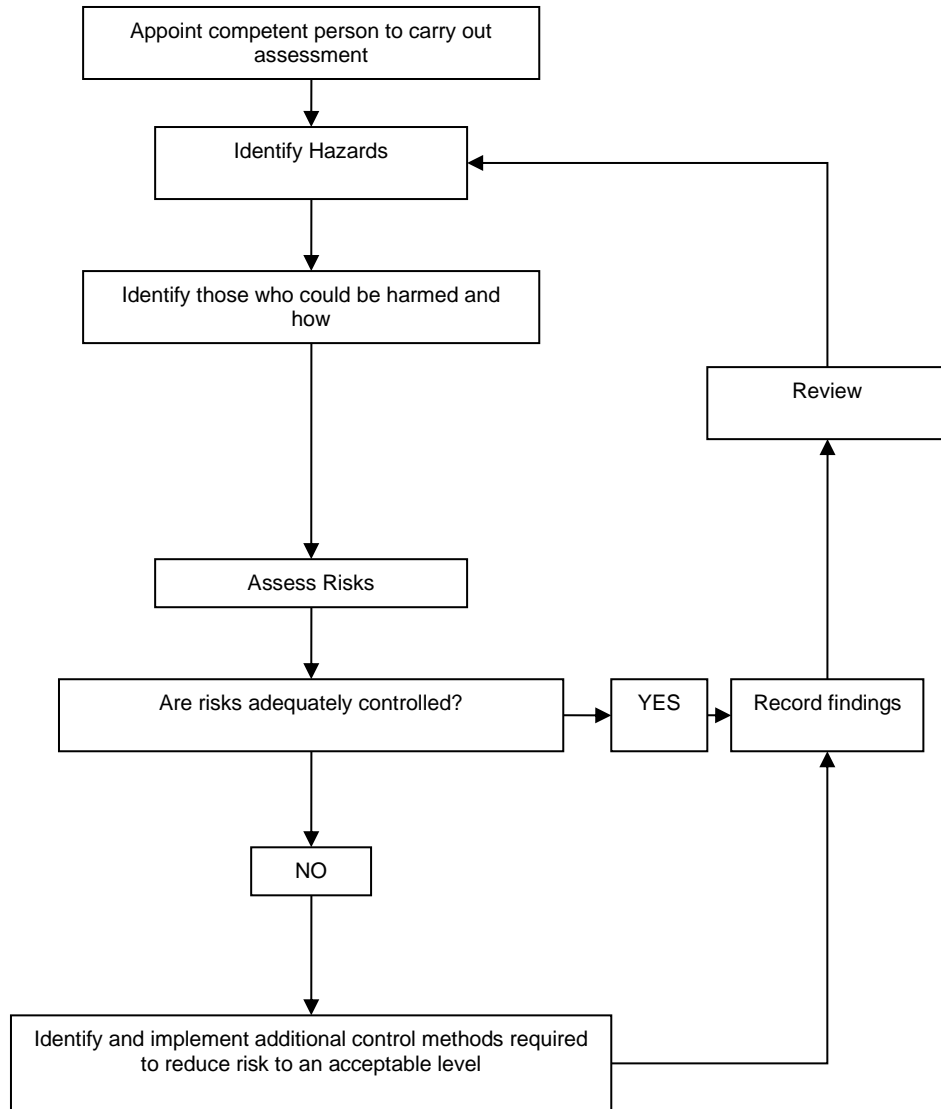 Appoint competent person to carry out
assessment
Identify Hazards
Identify those who could be harmed and
how
Review
Assess Risks
Are risks adequately controlled?
YES
Record findings
NO
Identify and implement additional control methods required
to reduce risk to an acceptable level